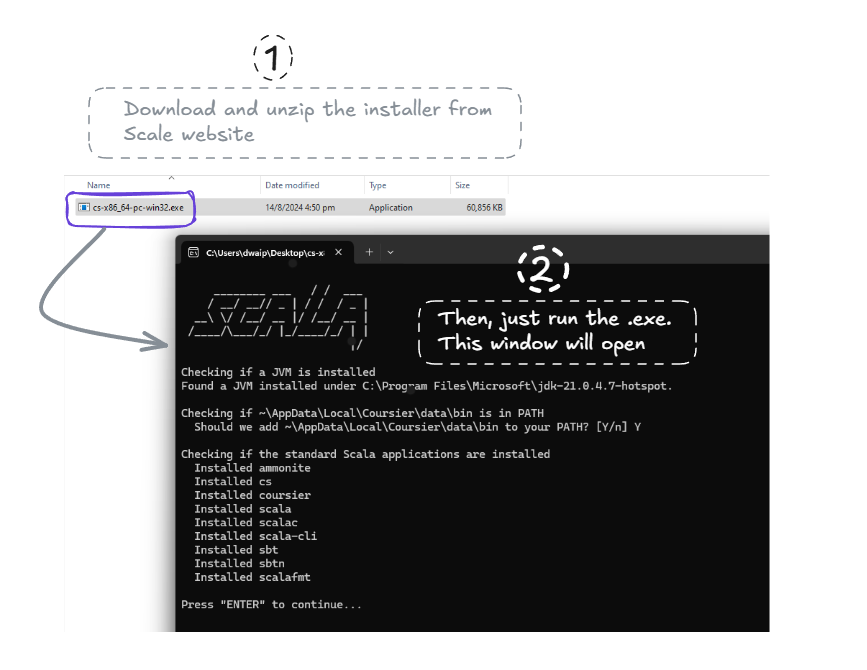 1
Download and unzip the installer from
Scale website
Name Date modified Type Size
cs-x86_64-pc-win32.exe 14/8/2024 4:50 pm Application 60,856 KB
C:\Users\dwaip\Desktop\cs-x
2
SCALA
Then, just run the .exe.
This window will open
Checking if a JVM is installed
Found a JVM installed under C:\Program Files\Microsoft\jdk-21.0.4.7-hotspot.
Checking if ~\AppData\Local\Coursier\data\bin is in PATH
Should we add ~\AppData\Local\Coursier\data\bin to your PATH? [Y/n] Y
Checking if the standard Scala applications are installed
Installed ammonite
Installed cs
Installed coursier
Installed scala
Installed scalac
Installed scala-cli
Installed sbt
Installed sbtn
Installed scalafmt
Press "ENTER" to continue...